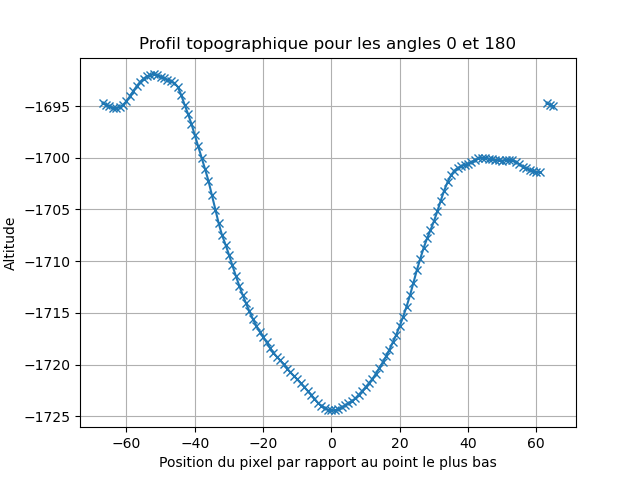 Profil topographique pour les angles 0 et 180
Altitude
−1695
−1700
−1705
−1710
−1715
−1720
−1725
−60 −40 −20 0 20 40 60
Position du pixel par rapport au point le plus bas